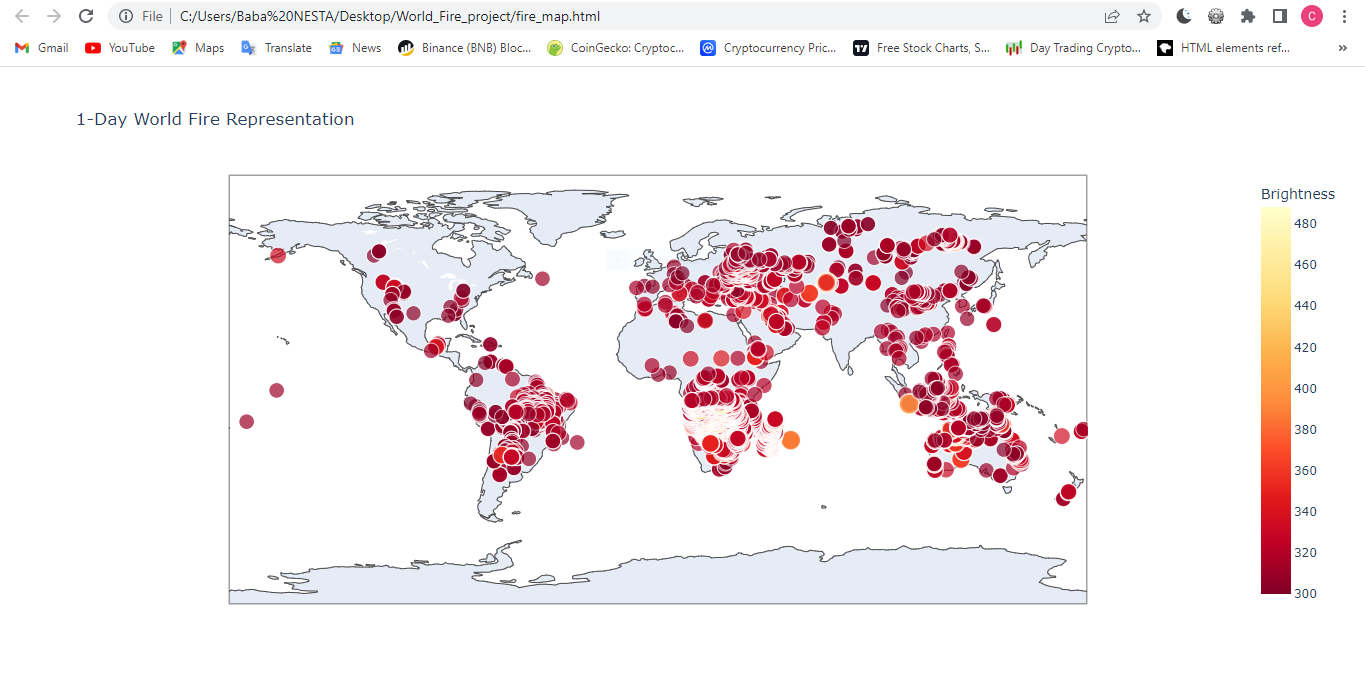 File | C:/Users/Baba%20NESTA/Desktop/World_Fire_project/fire_map.html
C
Gmail YouTube Maps Translate News Binance (BNB) Bloc... CoinGecko: Cryptoc... Cryptocurrency Pric... Free Stock Charts, S... Day Trading Crypto... HTML elements ref... »
1-Day World Fire Representation
Brightness
480
460
440
420
400
380
360
340
320
300